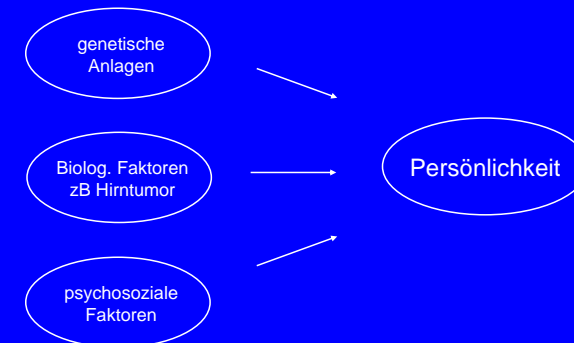 genetische
Anlagen
Biolog. Faktoren
zB Hirntumor
Persönlichkeit
psychosoziale
Faktoren